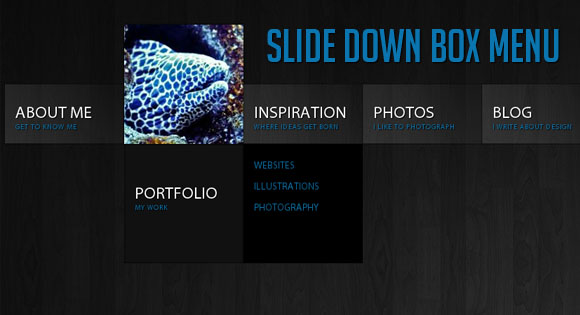 SLIDE DOWN BOX MENU
ABOUT ME
GET TO KNOW ME
INSPIRATION
WHERE IDEAS GET BORN
PHOTOS
I LIKE TO PHOTOGRAPH
BLOG
I WRITE ABOUT DESIGN
PORTFOLIO
MY WORK
WEBSITES
ILLUSTRATIONS
PHOTOGRAPHY